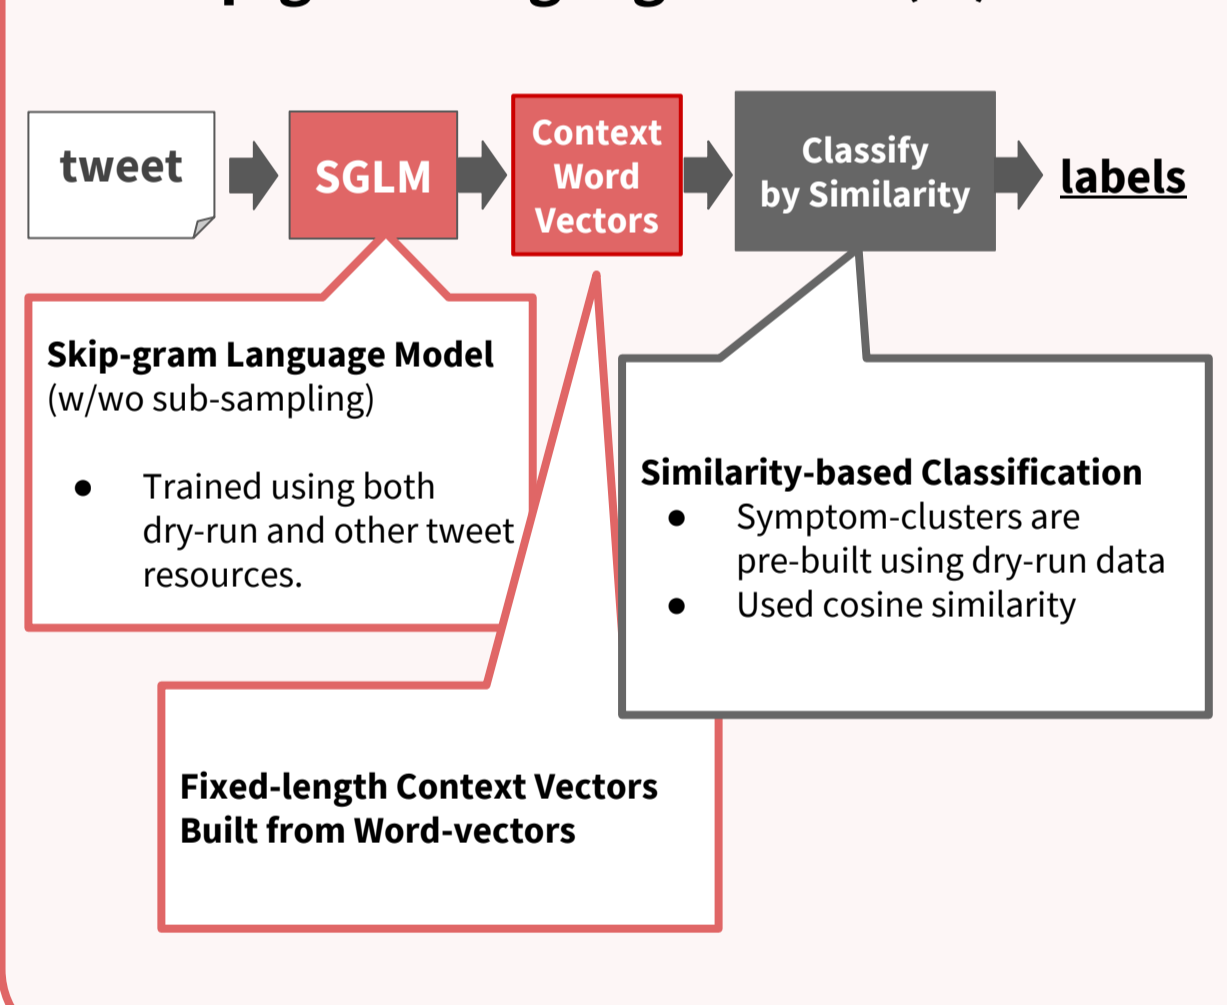 tweet
SGLM
Context
Word
Vectors
Classify
by Similarity
labels
Skip-gram Language Model
(w/wo sub-sampling)
● Trained using both
dry-run and other tweet
resources.
Similarity-based Classification
● Symptom-clusters are
pre-built using dry-run data
● Used cosine similarity
Fixed-length Context Vectors
Built from Word-vectors